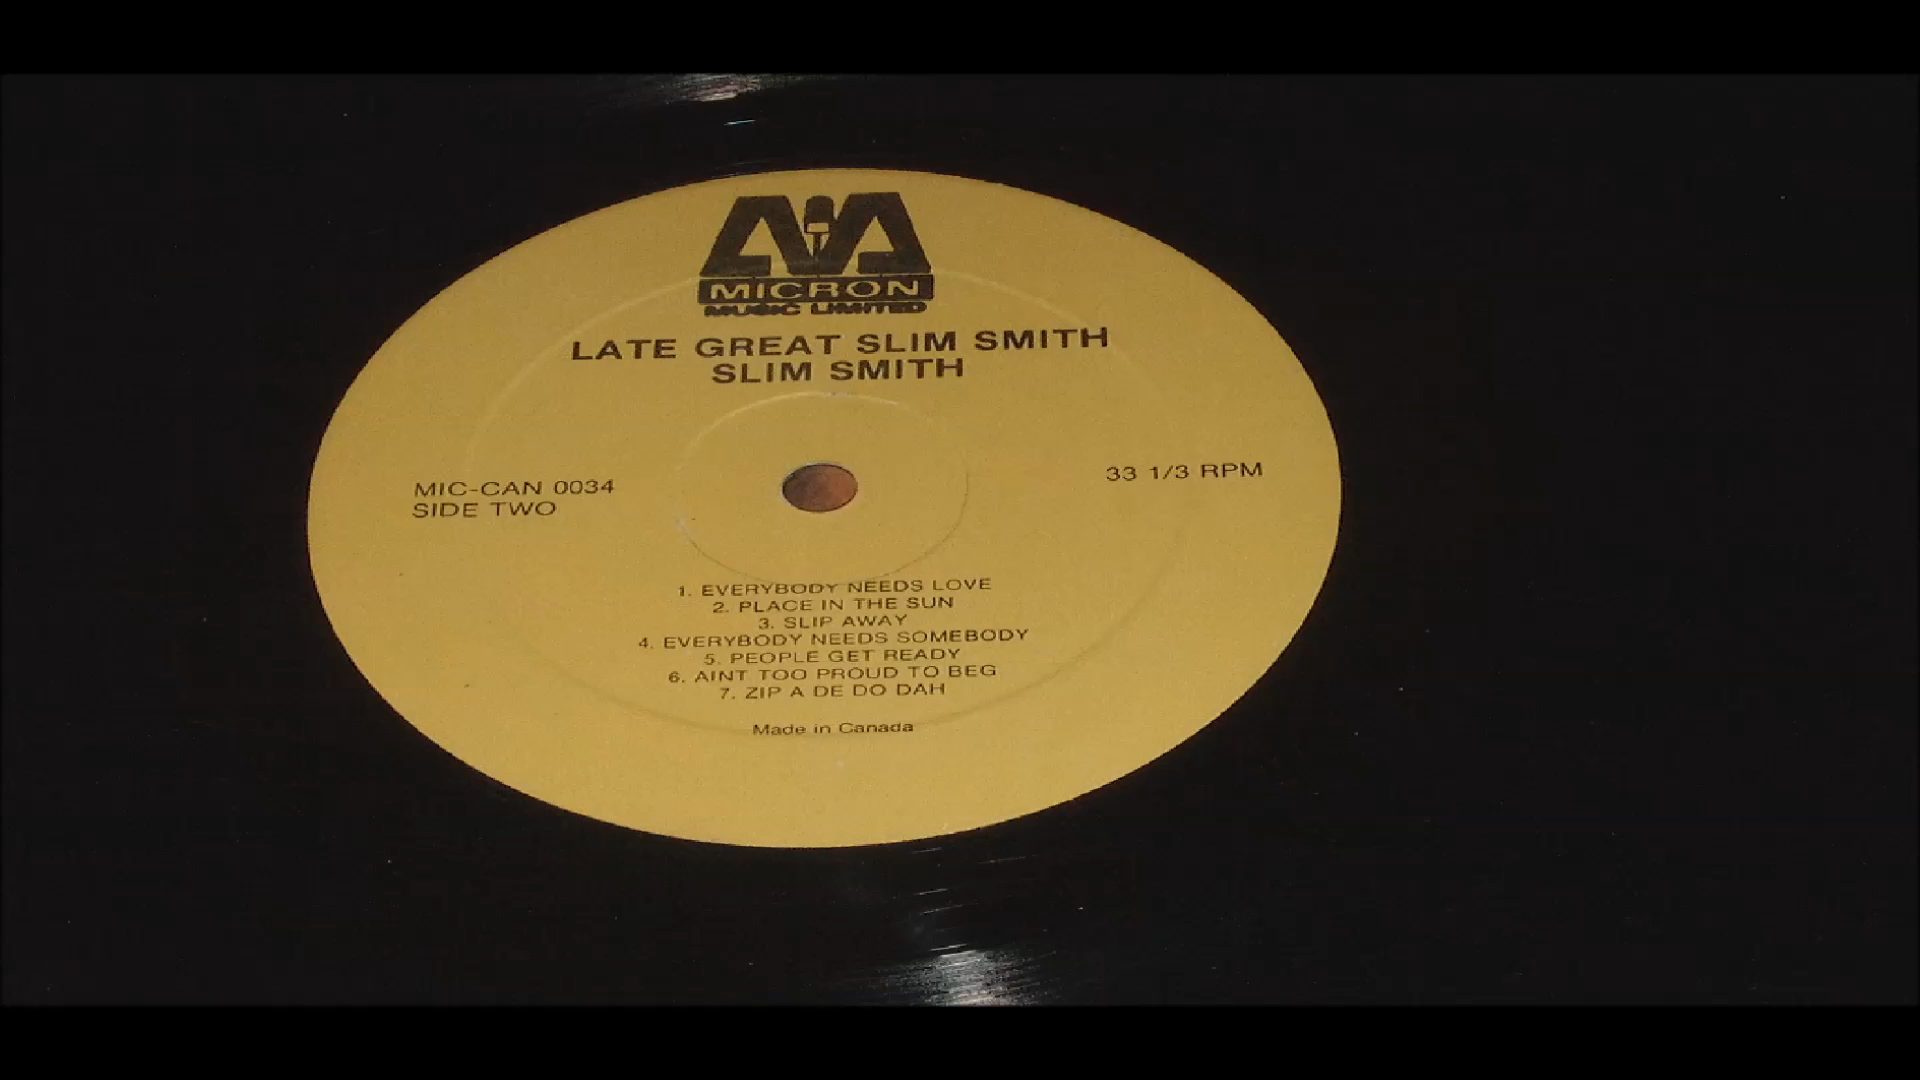 MICRON
MUSIC LIMITED
LATE GREAT SLIM SMITH
SLIM SMITH
MIC-CAN 0034
SIDE TWO
33 1/3 RPM
1. EVERYBODY NEEDS LOVE
2. PLACE IN THE SUN
3. SLIP AWAY
4. EVERYBODY NEEDS SOMEBODY
5. PEOPLE GET READY
6. AINT TOO PROUD TO BEG
7. ZIP A DE DO DAH
Made in Canada